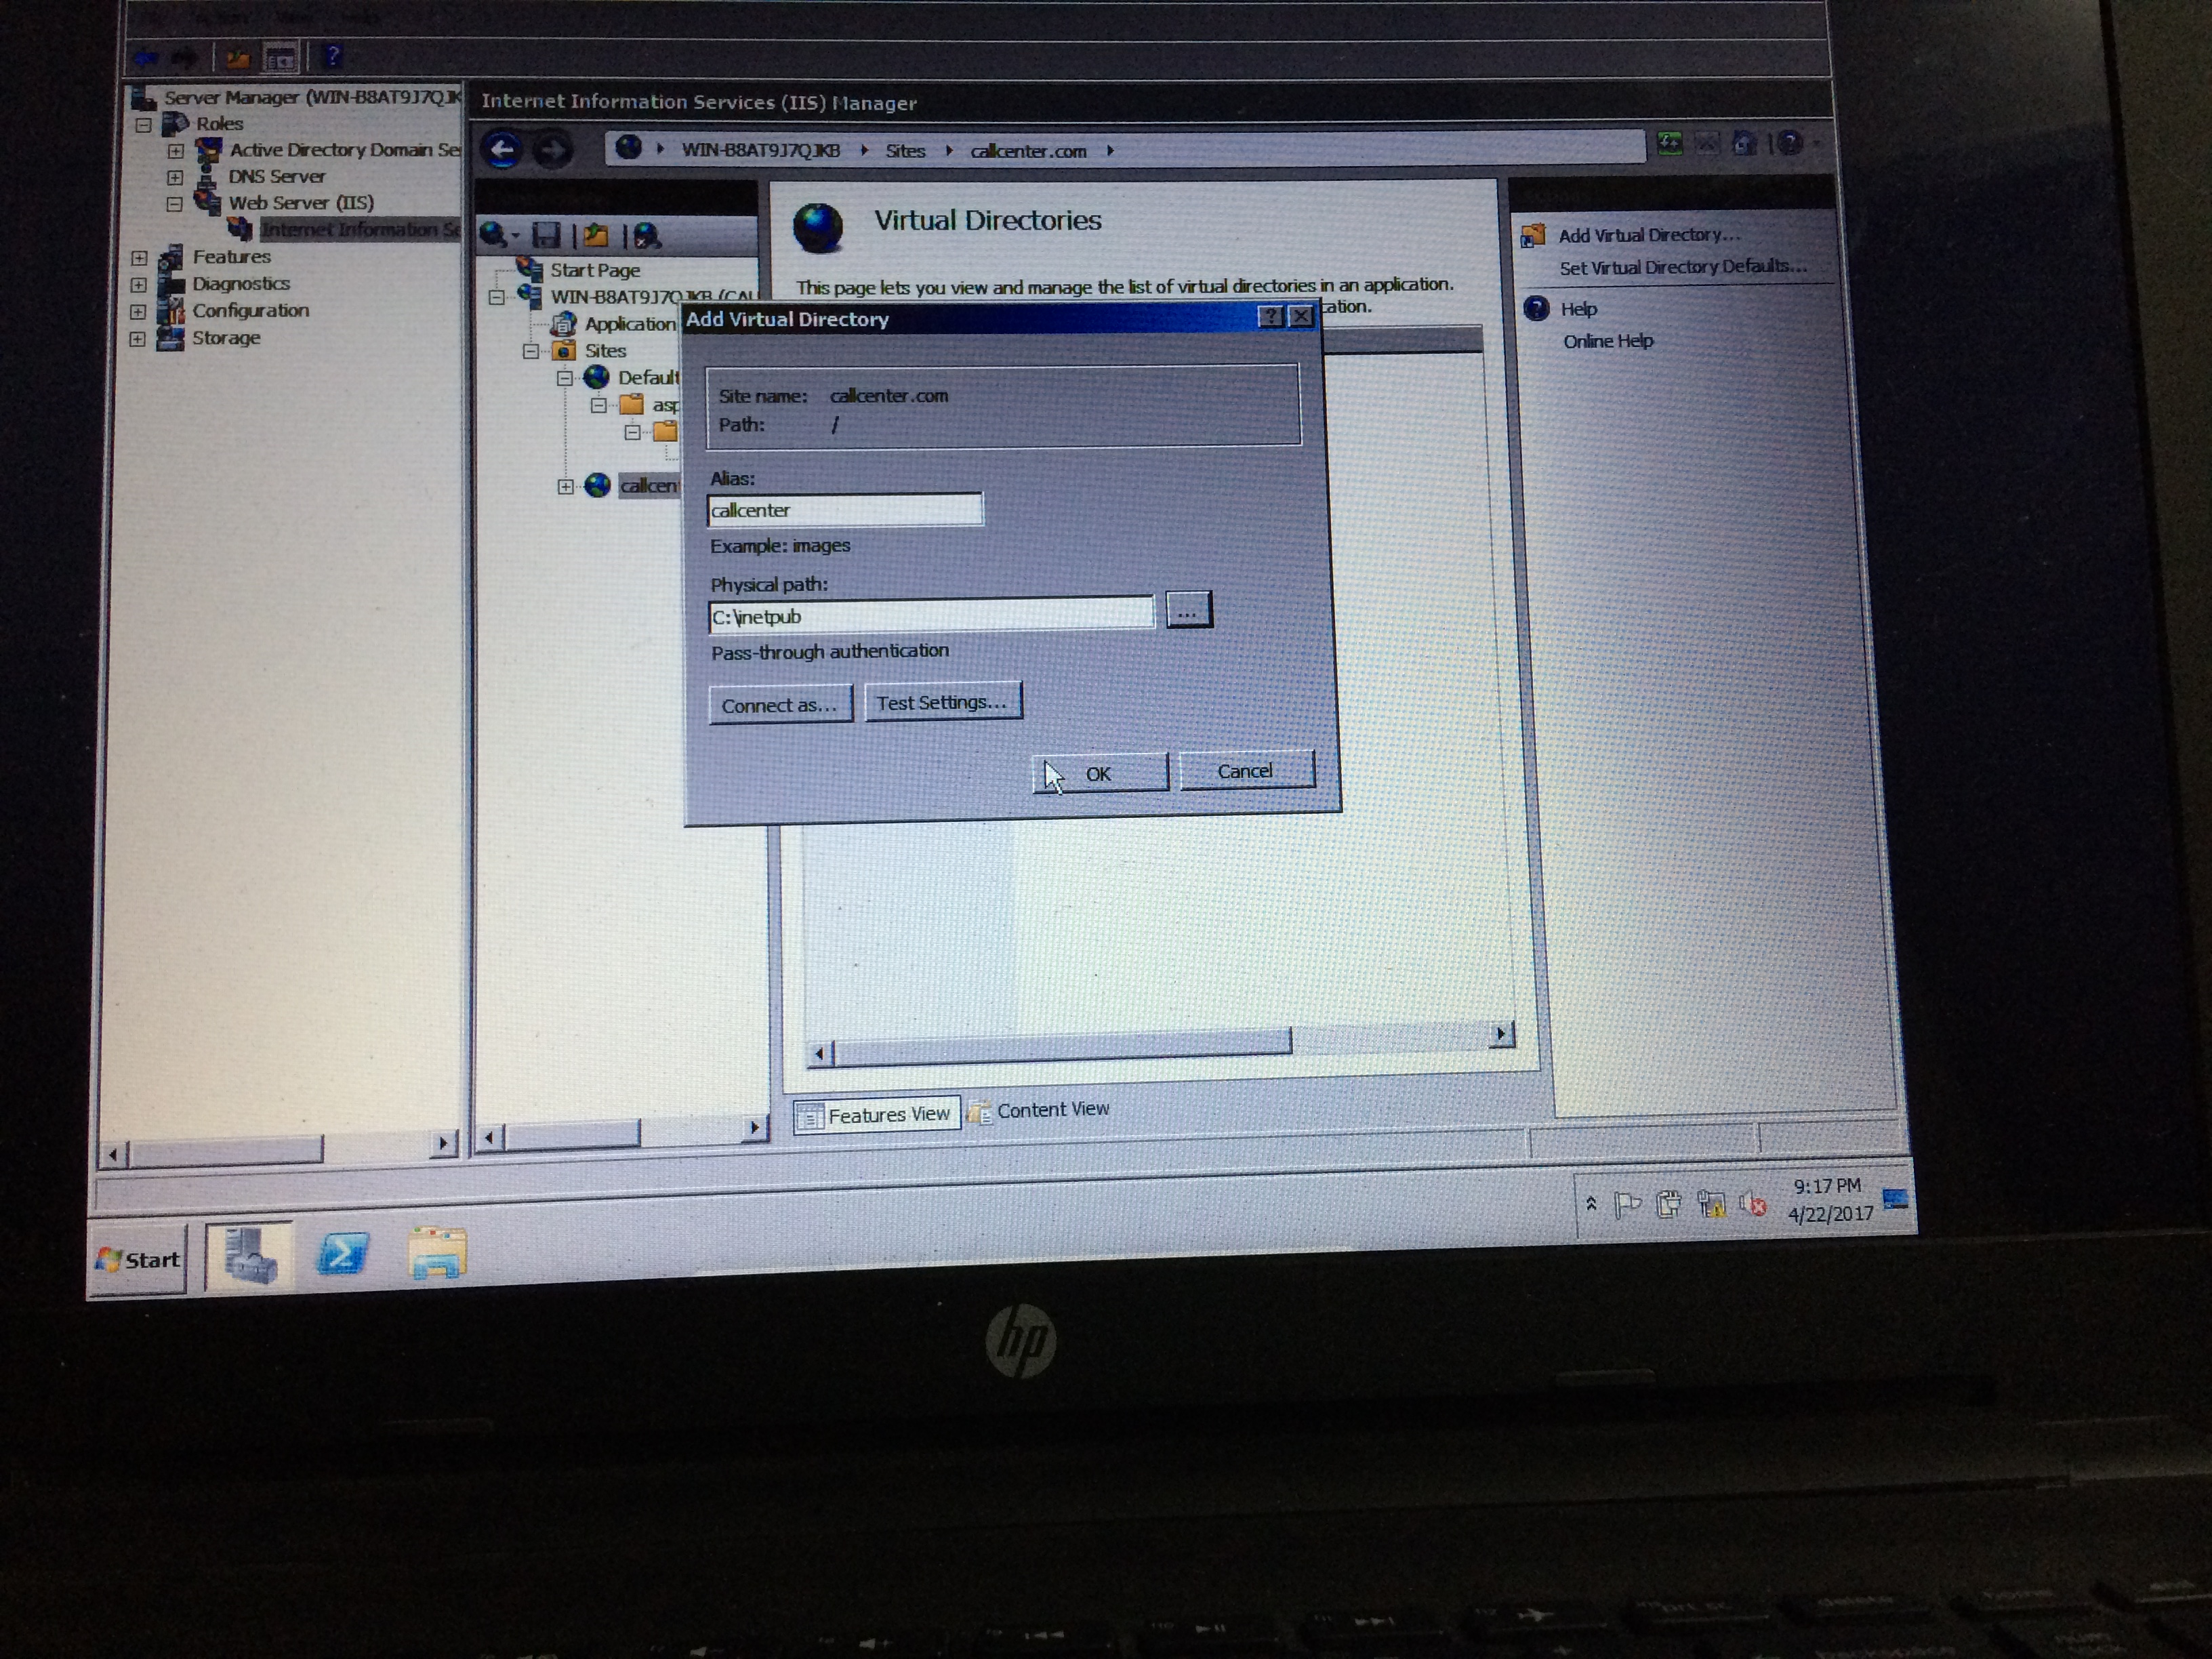 Server Manager (WIN-B8AT9J7QJK
Roles
Active Directory Domain Se
DNS Server
Web Server (IIS)
Internet Information Se
Features
Diagnostics
Configuration
Storage
Internet Information Services (IIS) Manager
WIN-B8AT9J7QJKB
Sites
callcenter.com
Start Page
WIN-B8AT9J7QJKB (CAL
Application
Sites
Default
asp
callcen
Virtual Directories
This page lets you view and manage the list of virtual directories in an application.
cation.
Add Virtual Directory
Site name: callcenter.com
Path: /
Alias:
callcenter
Example: images
Physical path:
C:\inetpub
...
Pass-through authentication
Connect as...
Test Settings...
OK
Cancel
Add Virtual Directory...
Set Virtual Directory Defaults...
Help
Online Help
Features View
Content View
Start
9:17 PM
4/22/2017
hp
delete
backspace